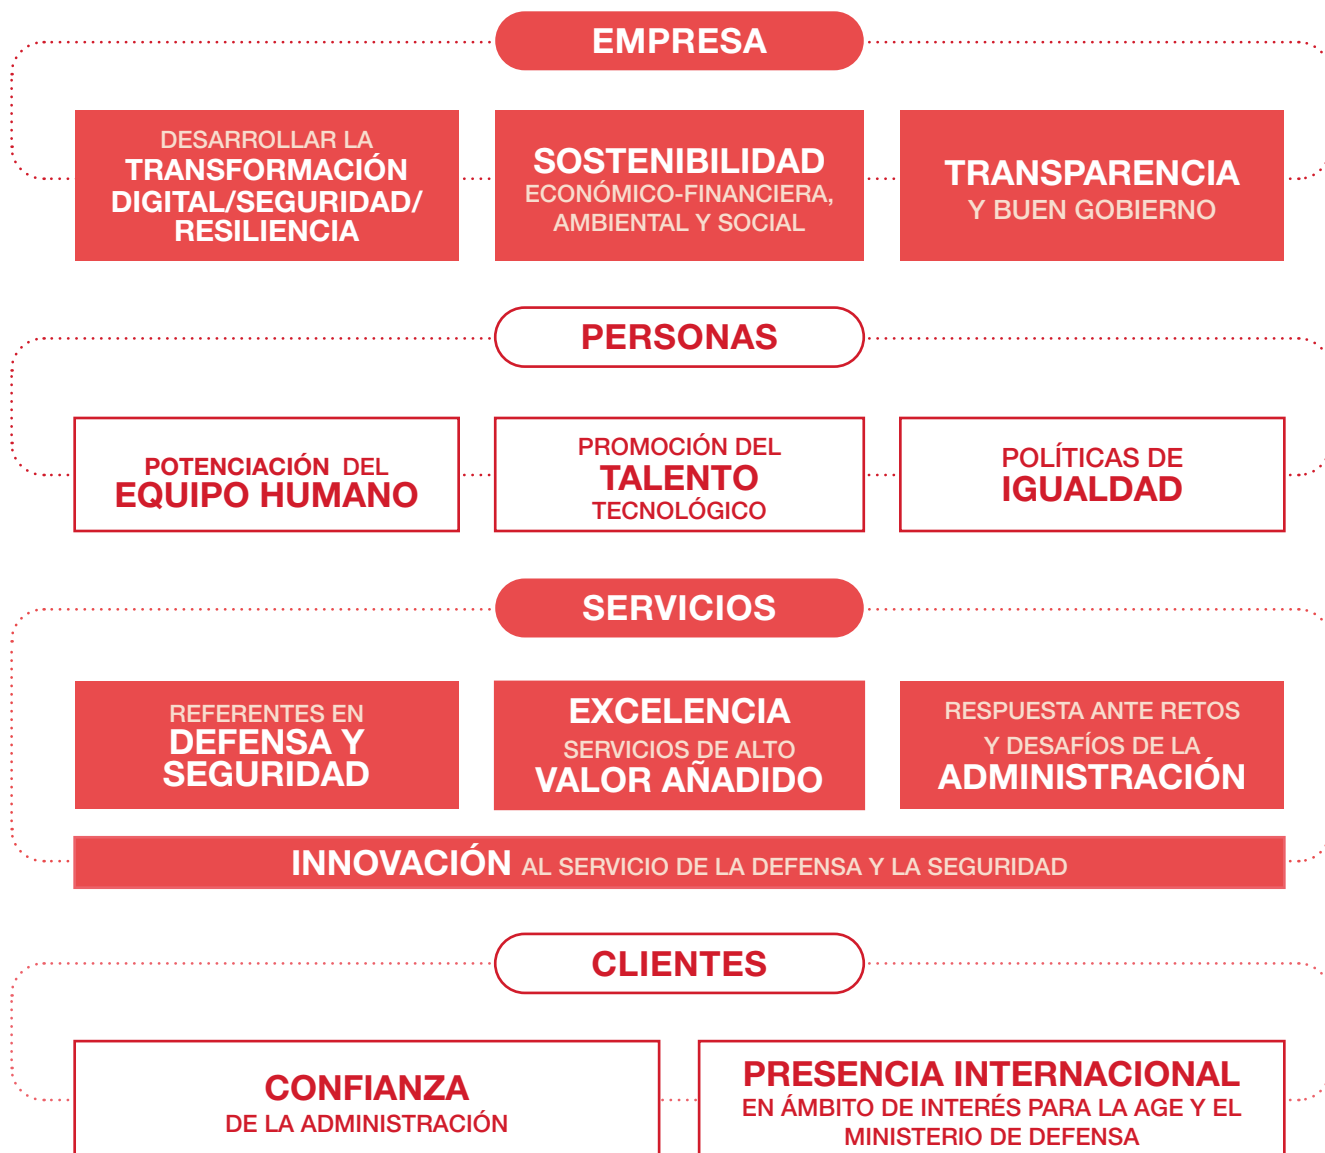 EMPRESA
DESARROLLAR LA
TRANSFORMACIÓN
DIGITAL/SEGURIDAD/
RESILIENCIA
SOSTENIBILIDAD
ECONÓMICO-FINANCIERA,
AMBIENTAL Y SOCIAL
TRANSPARENCIA
Y BUEN GOBIERNO
PERSONAS
POTENCIACIÓN DEL
EQUIPO HUMANO
PROMOCIÓN DEL
TALENTO
TECNOLÓGICO
POLÍTICAS DE
IGUALDAD
SERVICIOS
REFERENTES EN
DEFENSA Y
SEGURIDAD
EXCELENCIA
SERVICIOS DE ALTO
VALOR AÑADIDO
RESPUESTA ANTE RETOS
Y DESAFÍOS DE LA
ADMINISTRACIÓN
INNOVACIÓN AL SERVICIO DE LA DEFENSA Y LA SEGURIDAD
CLIENTES
CONFIANZA
DE LA ADMINISTRACIÓN
PRESENCIA INTERNACIONAL
EN ÁMBITO DE INTERÉS PARA LA AGE Y EL
MINISTERIO DE DEFENSA